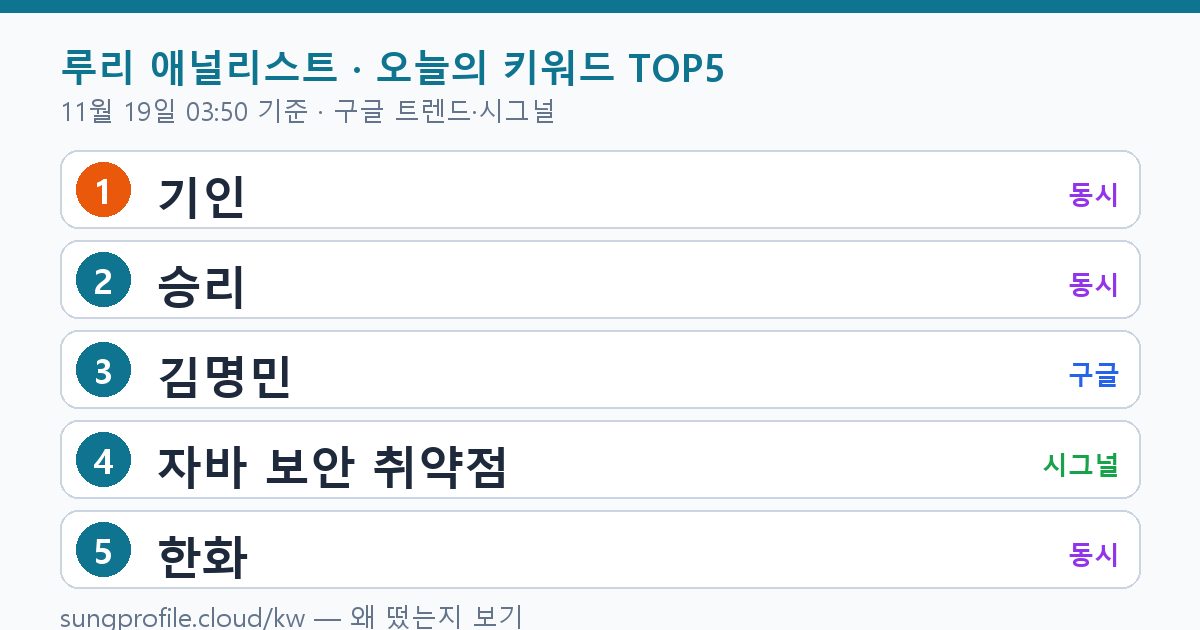 루리 애널리스트 · 오늘의 키워드 TOP5
11월 19일 03:50 기준 · 구글 트렌드·시그널
1 기인 동시
2 승리 동시
3 김명민 구글
4 자바 보안 취약점 시그널
5 한화 동시
sungprofile.cloud/kw — 왜 떴는지 보기